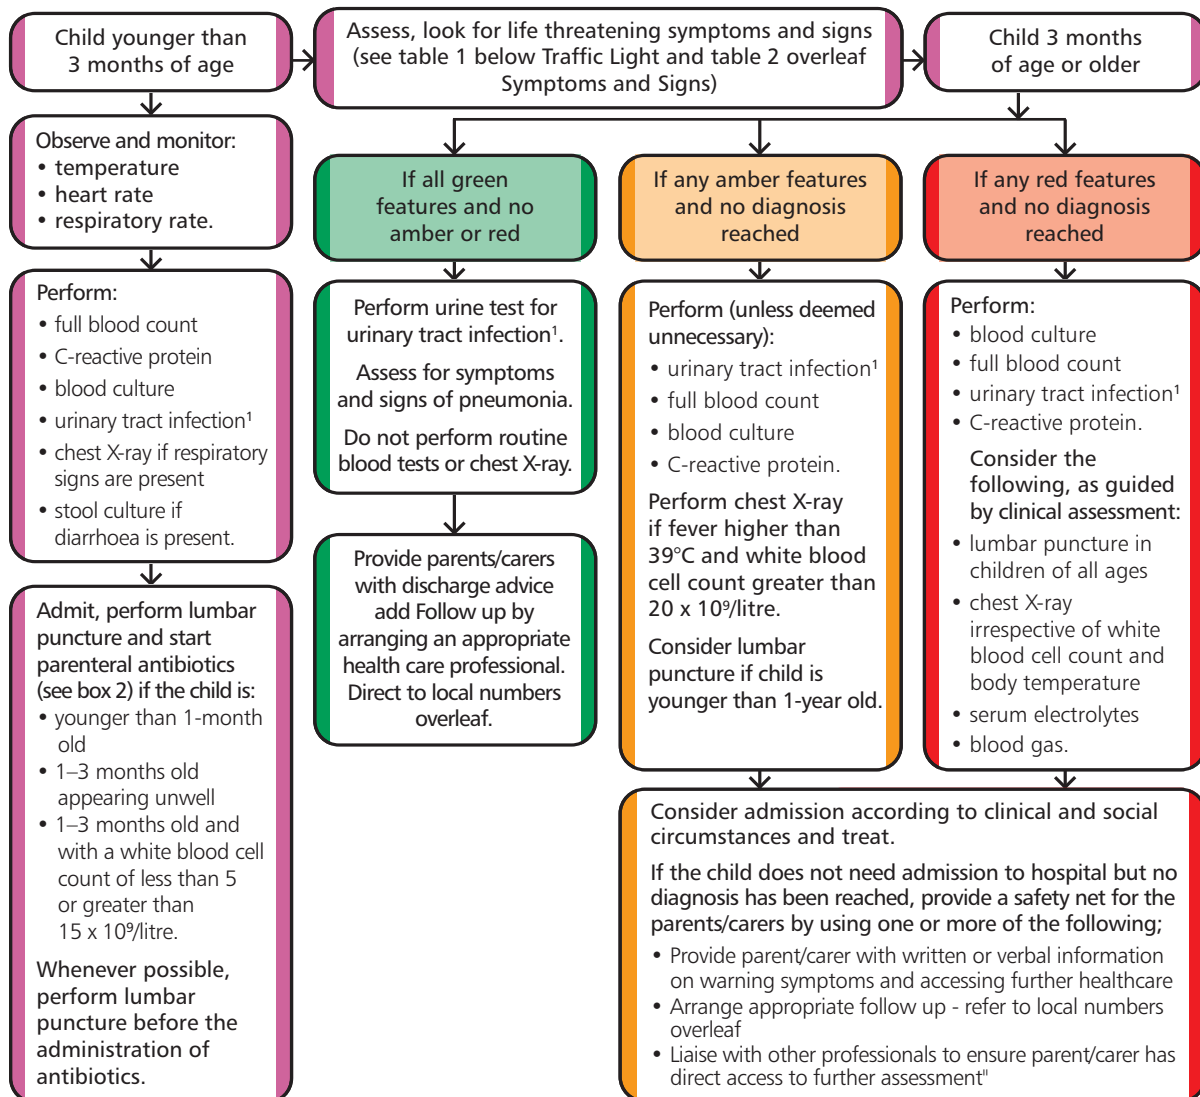 Child younger than
3 months of age
Assess, look for life threatening symptoms and signs
(see table 1 below Traffic Light and table 2 overleaf
Symptoms and Signs)
Child 3 months
of age or older
Observe and monitor:
• temperature
• heart rate
• respiratory rate.
Perform:
• full blood count
• C-reactive protein
• blood culture
• urinary tract infection¹
• chest X-ray if respiratory
signs are present
• stool culture if
diarrhoea is present.
Admit, perform lumbar
puncture and start
parenteral antibiotics
(see box 2) if the child is:
• younger than 1-month
old
• 1–3 months old
appearing unwell
• 1–3 months old and
with a white blood cell
count of less than 5
or greater than
15 x 10⁹/litre.
Whenever possible,
perform lumbar
puncture before the
administration of
antibiotics.
If all green
features and no
amber or red
Perform urine test for
urinary tract infection¹.
Assess for symptoms
and signs of pneumonia.
Do not perform routine
blood tests or chest X-ray.
Provide parents/carers
with discharge advice
add Follow up by
arranging an appropriate
health care professional.
Direct to local numbers
overleaf.
If any amber features
and no diagnosis
reached
Perform (unless deemed
unnecessary):
• urinary tract infection¹
• full blood count
• blood culture
• C-reactive protein.
Perform chest X-ray
if fever higher than
39°C and white blood
cell count greater than
20 x 10⁹/litre.
Consider lumbar
puncture if child is
younger than 1-year old.
If any red features
and no diagnosis
reached
Perform:
• blood culture
• full blood count
• urinary tract infection¹
• C-reactive protein.
Consider the
following, as guided
by clinical assessment:
• lumbar puncture in
children of all ages
• chest X-ray
irrespective of white
blood cell count and
body temperature
• serum electrolytes
• blood gas.
Consider admission according to clinical and social
circumstances and treat.
If the child does not need admission to hospital but no
diagnosis has been reached, provide a safety net for the
parents/carers by using one or more of the following;
• Provide parent/carer with written or verbal information
on warning symptoms and accessing further healthcare
• Arrange appropriate follow up - refer to local numbers
overleaf
• Liaise with other professionals to ensure parent/carer has
direct access to further assessment"